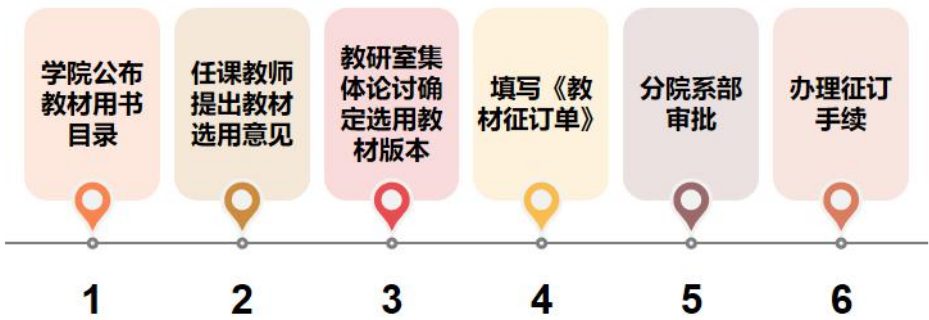 学院公布
教材用书
目录
任课教师
提出教材
选用意见
教研室集
体论讨确
定选用教
材版本
填写《教
材征订单》
分院系部
审批
办理征订
手续
1
2
3
4
5
6